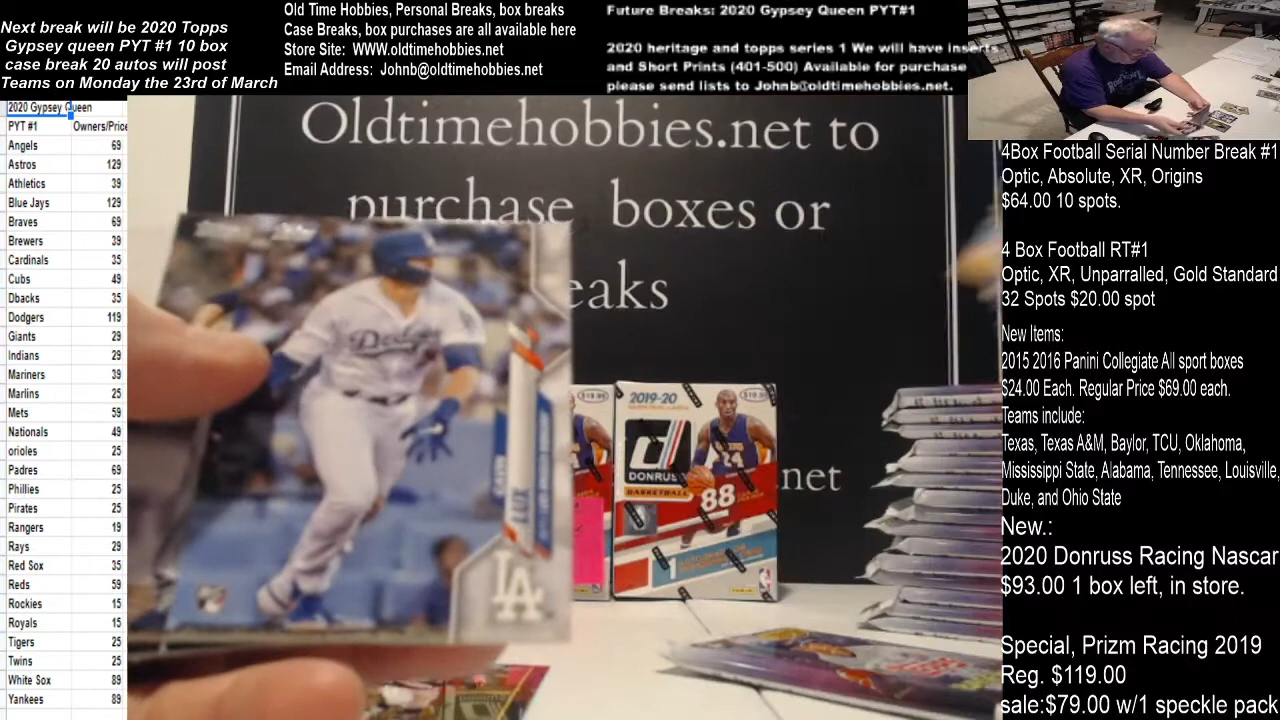 Next break will be 2020 Topps
Gypsey queen PYT #1 10 box
case break 20 autos will post
Teams on Monday the 23rd of March
Old Time Hobbies, Personal Breaks, box breaks
Case Breaks, box purchases are all available here
Store Site: WWW.oldtimehobbies.net
Email Address: Johnb@oldtimehobbies.net
Future Breaks: 2020 Gypsey Queen PYT#1
2020 heritage and topps series 1 We will have inserts
and Short Prints (401-500) Available for purchase
please send lists to Johnb@oldtimehobbies.net.
2020 Gypsey Queen
PYT #1 Owners/Price
Angels 69
Astros 129
Athletics 39
Blue Jays 129
Braves 69
Brewers 39
Cardinals 35
Cubs 49
Dbacks 35
Dodgers 119
Giants 29
Indians 29
Mariners 39
Marlins 25
Mets 59
Nationals 49
orioles 25
Padres 69
Phillies 25
Pirates 25
Rangers 19
Rays 29
Red Sox 35
Reds 59
Rockies 15
Royals 15
Tigers 25
Twins 25
White Sox 89
Yankees 89
Oldtimehobbies.net to
purchase boxes or
eaks
.net
Dodgers
LUX
LA
2019-20
DONRUSS
BASKETBALL
88
24
1
4Box Football Serial Number Break #1
Optic, Absolute, XR, Origins
$64.00 10 spots.
4 Box Football RT#1
Optic, XR, Unparralled, Gold Standard
32 Spots $20.00 spot
New Items:
2015 2016 Panini Collegiate All sport boxes
$24.00 Each. Regular Price $69.00 each.
Teams include:
Texas, Texas A&M, Baylor, TCU, Oklahoma,
Mississippi State, Alabama, Tennessee, Louisville,
Duke, and Ohio State
New.:
2020 Donruss Racing Nascar
$93.00 1 box left, in store.
Special, Prizm Racing 2019
Reg. $119.00
sale:$79.00 w/1 speckle pack